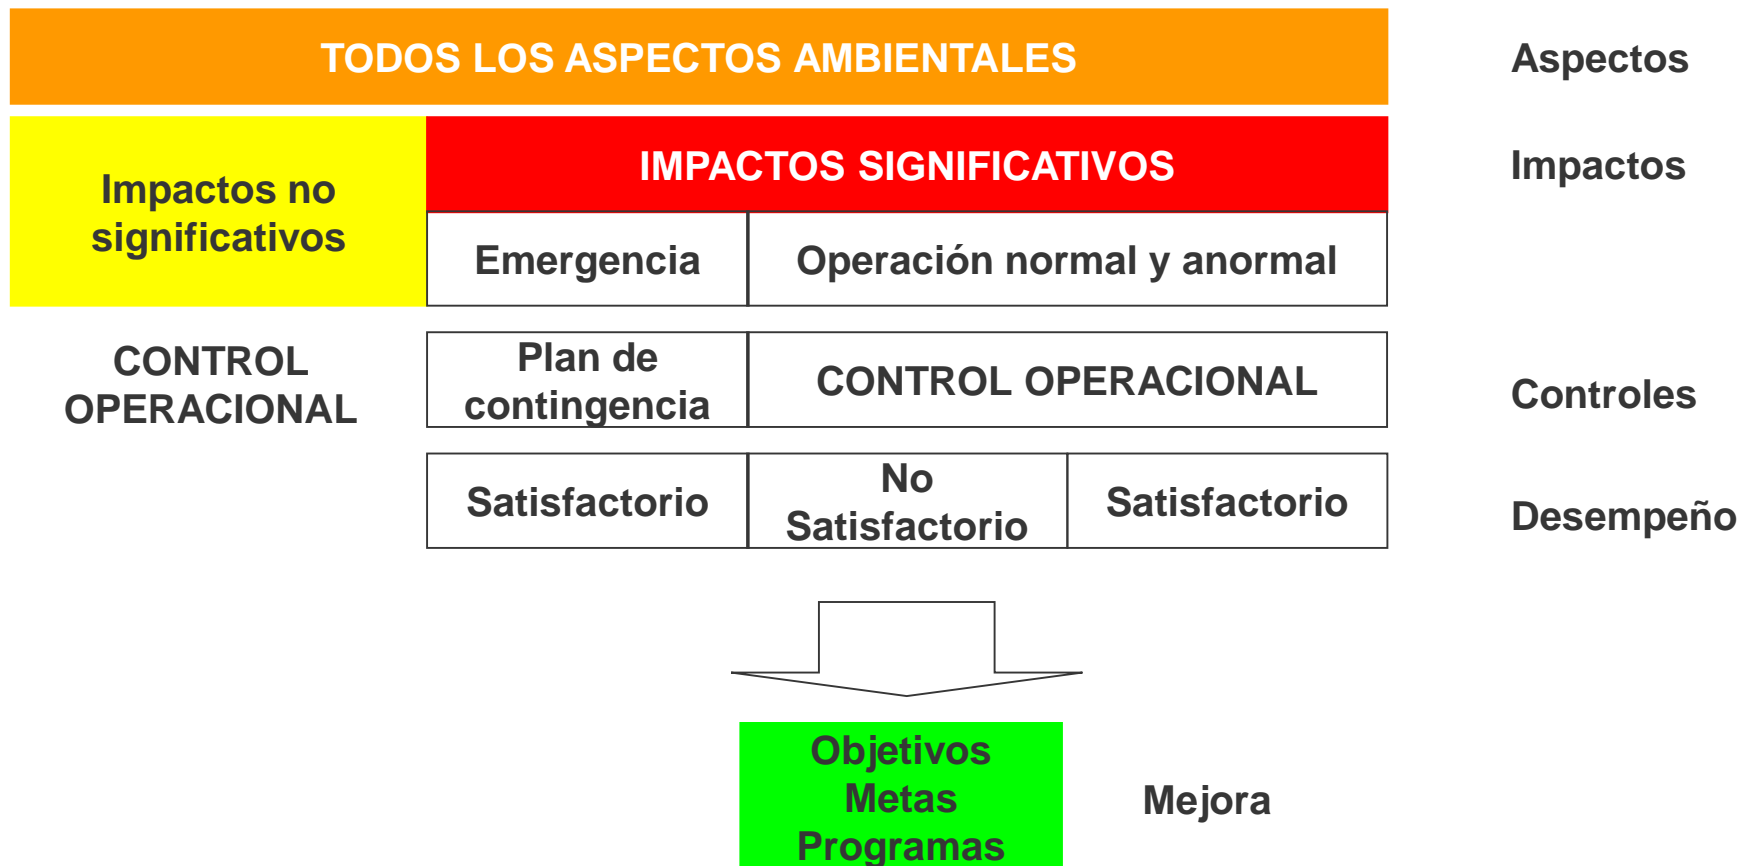 TODOS LOS ASPECTOS AMBIENTALES
Aspectos
Impactos no
significativos
IMPACTOS SIGNIFICATIVOS
Impactos
Emergencia
Operación normal y anormal
CONTROL
OPERACIONAL
Plan de
contingencia
CONTROL OPERACIONAL
Controles
Satisfactorio
No
Satisfactorio
Satisfactorio
Desempeño
Objetivos
Metas
Programas
Mejora